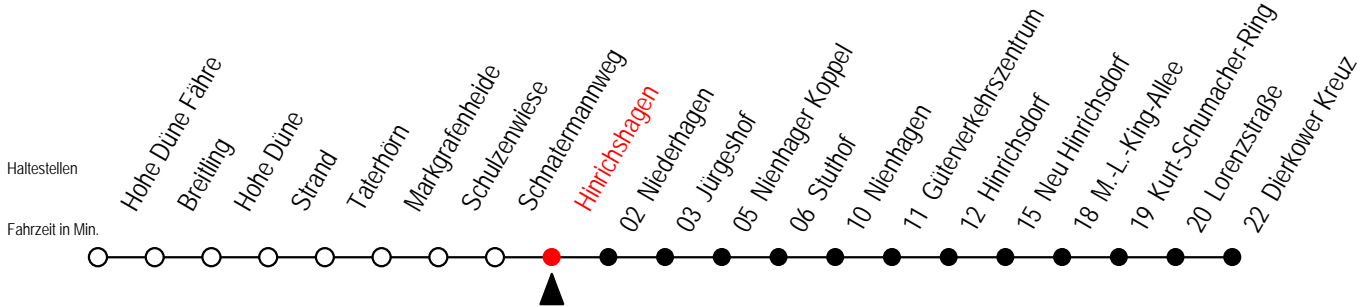 Haltestellen
Fahrzeit in Min.
Hohe Düne Fähre
Breitling
Hohe Düne
Strand
Taterhörn
Markgrafenheide
Schulzenwiese
Schnatermannweg
Hinrichshagen
02 Niederhagen
03 Jürgeshof
05 Nienhager Koppel
06 Stuthof
10 Nienhagen
11 Güterverkehrszentrum
12 Hinrichsdorf
15 Neu Hinrichsdorf
18 M.-L.-King-Allee
19 Kurt-Schumacher-Ring
20 Lorenzstraße
22 Dierkower Kreuz